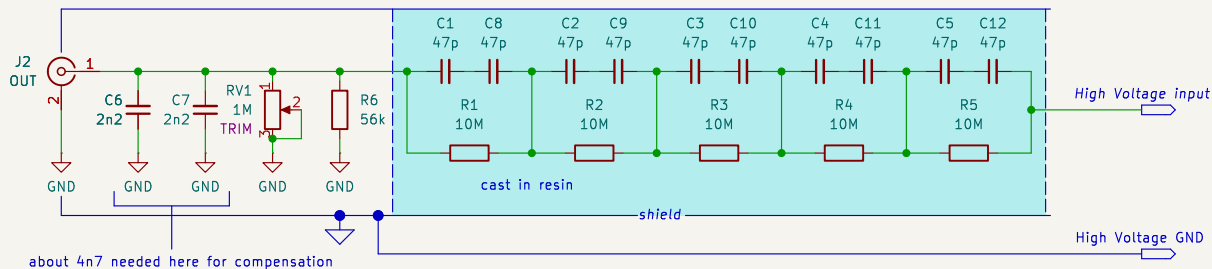 J2
OUT
1
2
GND
C6
2n2
GND
C7
2n2
GND
RV1
1M
TRIM
1
2
3
GND
R6
56k
GND
C1
47p
C8
47p
C2
47p
C9
47p
C3
47p
C10
47p
C4
47p
C11
47p
C5
47p
C12
47p
R1
10M
R2
10M
R3
10M
R4
10M
R5
10M
High Voltage input
cast in resin
shield
High Voltage GND
about 4n7 needed here for compensation